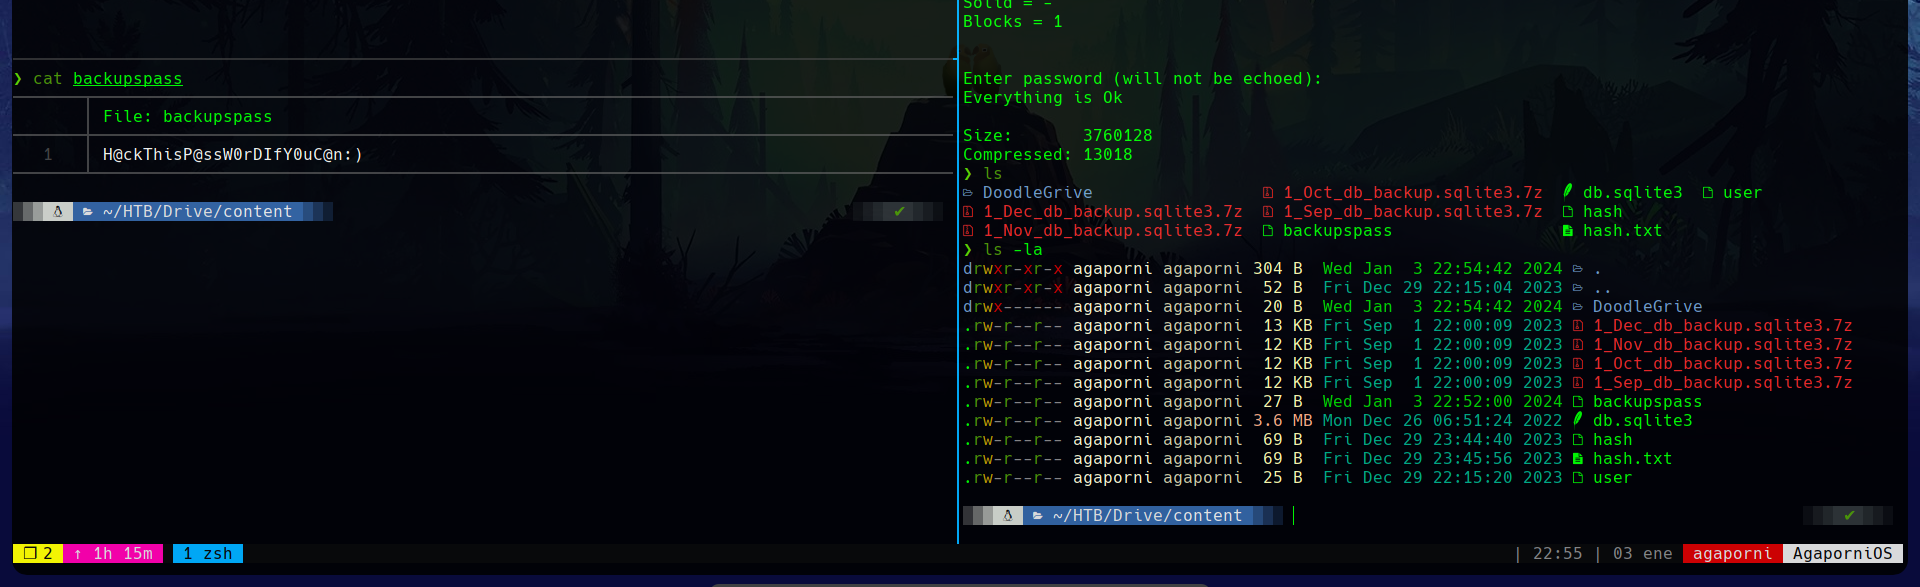 ❯ cat backupspass
File: backupspass
1 H@ckThisP@ssW0rDIfY0uC@n:)
~/HTB/Drive/content ✔
Solid = -
Blocks = 1
Enter password (will not be echoed):
Everything is Ok
Size: 3760128
Compressed: 13018
❯ ls
DoodleGrive 1_Oct_db_backup.sqlite3.7z db.sqlite3 user
1_Dec_db_backup.sqlite3.7z 1_Sep_db_backup.sqlite3.7z hash
1_Nov_db_backup.sqlite3.7z backupspass hash.txt
❯ ls -la
drwxr-xr-x agaporni agaporni 304 B Wed Jan 3 22:54:42 2024 .
drwxr-xr-x agaporni agaporni 52 B Fri Dec 29 22:15:04 2023 ..
drwx------ agaporni agaporni 20 B Wed Jan 3 22:54:42 2024 DoodleGrive
.rw-r--r-- agaporni agaporni 13 KB Fri Sep 1 22:00:09 2023 1_Dec_db_backup.sqlite3.7z
.rw-r--r-- agaporni agaporni 12 KB Fri Sep 1 22:00:09 2023 1_Nov_db_backup.sqlite3.7z
.rw-r--r-- agaporni agaporni 12 KB Fri Sep 1 22:00:09 2023 1_Oct_db_backup.sqlite3.7z
.rw-r--r-- agaporni agaporni 12 KB Fri Sep 1 22:00:09 2023 1_Sep_db_backup.sqlite3.7z
.rw-r--r-- agaporni agaporni 27 B Wed Jan 3 22:52:00 2024 backupspass
.rw-r--r-- agaporni agaporni 3.6 MB Mon Dec 26 06:51:24 2022 db.sqlite3
.rw-r--r-- agaporni agaporni 69 B Fri Dec 29 23:44:40 2023 hash
.rw-r--r-- agaporni agaporni 69 B Fri Dec 29 23:45:56 2023 hash.txt
.rw-r--r-- agaporni agaporni 25 B Fri Dec 29 22:15:20 2023 user
~/HTB/Drive/content ✔
❐ 2 ↑ 1h 15m 1 zsh | 22:55 | 03 ene agaporni AgaporniOS